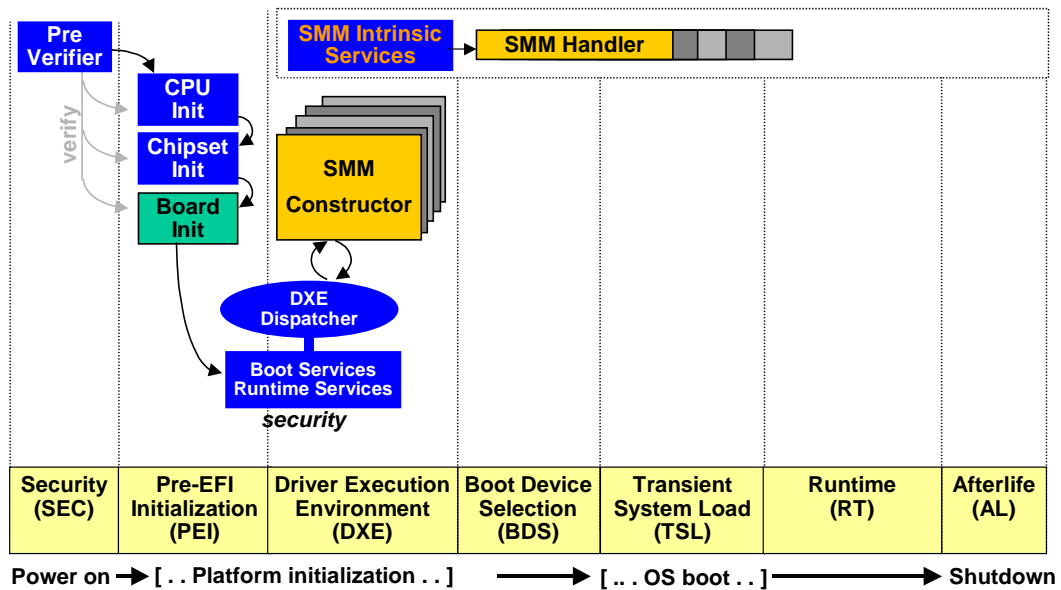 Pre
Verifier
SMM Intrinsic
Services
SMM Handler
CPU
Init
verify
Chipset
Init
SMM
Constructor
Board
Init
DXE
Dispatcher
Boot Services
Runtime Services
security
Security
(SEC)
Pre-EFI
Initialization
(PEI)
Driver Execution
Environment
(DXE)
Boot Device
Selection
(BDS)
Transient
System Load
(TSL)
Runtime
(RT)
Afterlife
(AL)
Power on [ . . Platform initialization . . ] [ .. . OS boot . . ] Shutdown